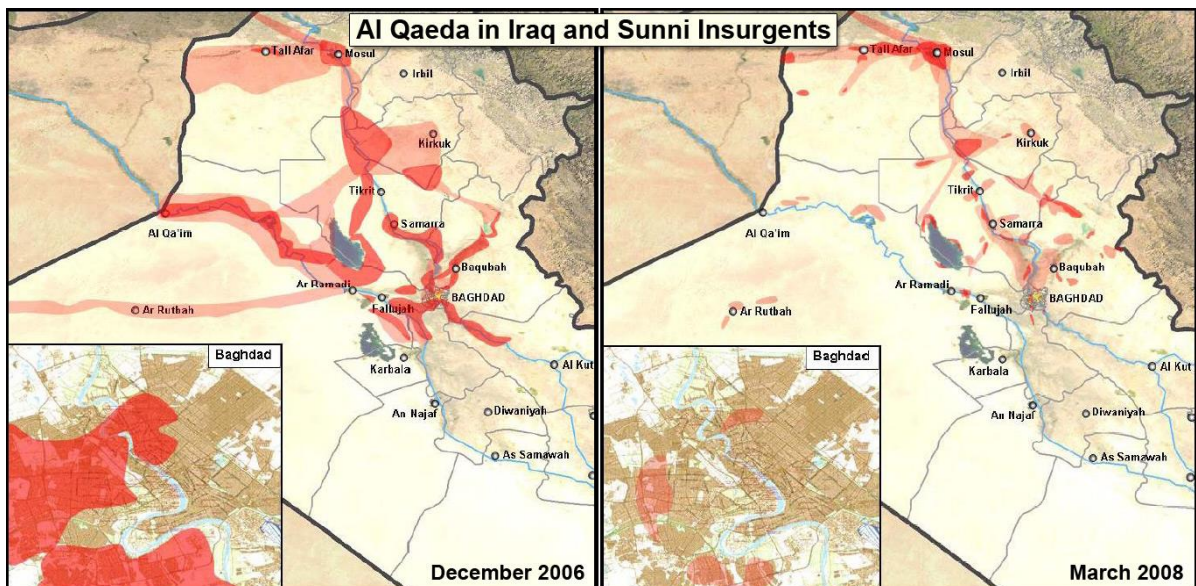 Al Qaeda in Iraq and Sunni Insurgents
Tall Afar
Mosul
Irbil
Kirkuk
Tikrit
Al Qa'im
Samarra
Baqubah
Ar Ramadi
BAGHDAD
Fallujah
Ar Rutbah
Baghdad
Karbala
Al Kut
An Najaf
Diwaniyah
As Samawah
December 2006
Tall Afar
Mosul
Irbil
Kirkuk
Tikrit
Al Qa'im
Samarra
Baqubah
Ar Ramadi
BAGHDAD
Fallujah
Ar Rutbah
Baghdad
Karbala
Al Kut
An Najaf
Diwaniyah
As Samawah
March 2008